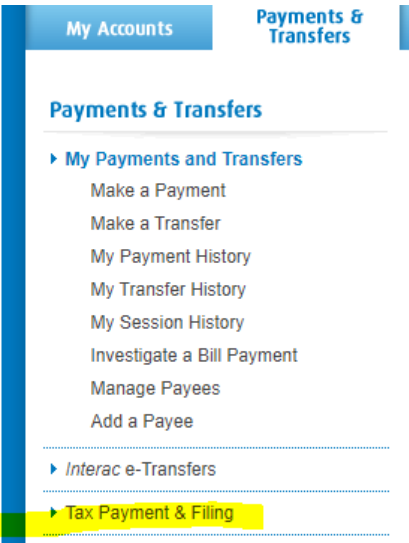 My Accounts
Payments &
Transfers
Payments & Transfers
My Payments and Transfers
Make a Payment
Make a Transfer
My Payment History
My Transfer History
My Session History
Investigate a Bill Payment
Manage Payees
Add a Payee
Interac e-Transfers
Tax Payment & Filing